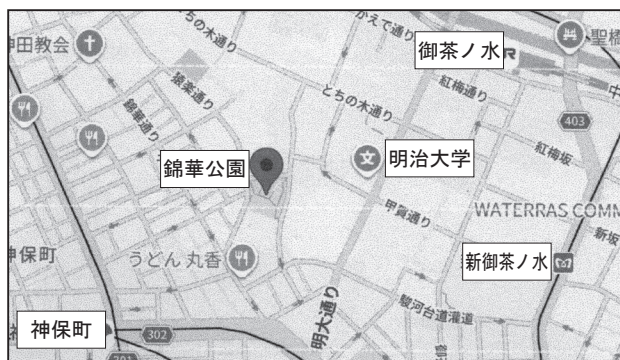 神田教会
とちの木通り
かえで通り
御茶ノ水
聖橋
猿楽通り
紅梅通り
とちの木通り
錦華通り
403
紅梅坂
錦華公園
明治大学
甲賀通り
WATERRAS COMM
新坂
神保町
うどん 丸香
新御茶ノ水
明大通り
駿河台道灌道
神保町
302
301